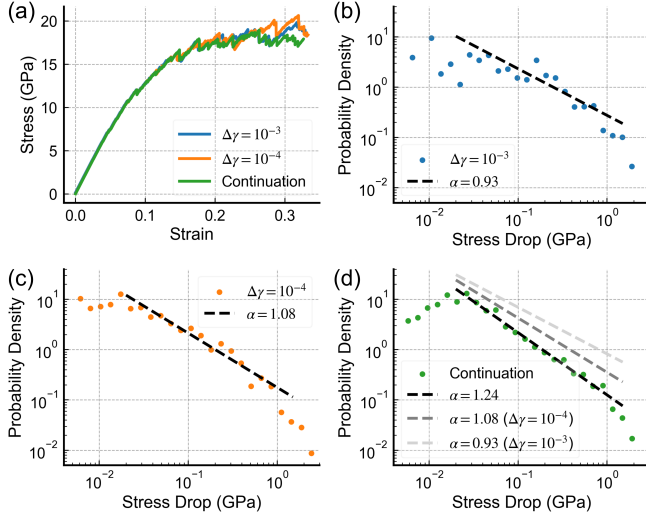 (a)
20
15
10
5
0
Stress (GPa)
0.0
0.1
0.2
0.3
Strain
Δγ = 10⁻³
Δγ = 10⁻⁴
Continuation
(b)
10¹
10⁰
10⁻¹
10⁻²
Probability Density
10⁻²
10⁻¹
10⁰
Stress Drop (GPa)
Δγ = 10⁻³
α = 0.93
(c)
10¹
10⁰
10⁻¹
10⁻²
Probability Density
10⁻²
10⁻¹
10⁰
Stress Drop (GPa)
Δγ = 10⁻⁴
α = 1.08
(d)
10¹
10⁰
10⁻¹
10⁻²
Probability Density
10⁻²
10⁻¹
10⁰
Stress Drop (GPa)
Continuation
α = 1.24
α = 1.08 (Δγ = 10⁻⁴)
α = 0.93 (Δγ = 10⁻³)